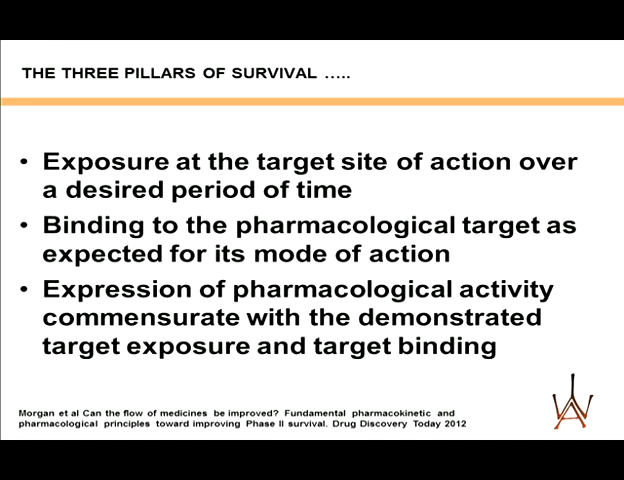 THE THREE PILLARS OF SURVIVAL …..
• Exposure at the target site of action over
a desired period of time
• Binding to the pharmacological target as
expected for its mode of action
• Expression of pharmacological activity
commensurate with the demonstrated
target exposure and target binding
Morgan et al Can the flow of medicines be improved? Fundamental pharmacokinetic and
pharmacological principles toward improving Phase II survival. Drug Discovery Today 2012